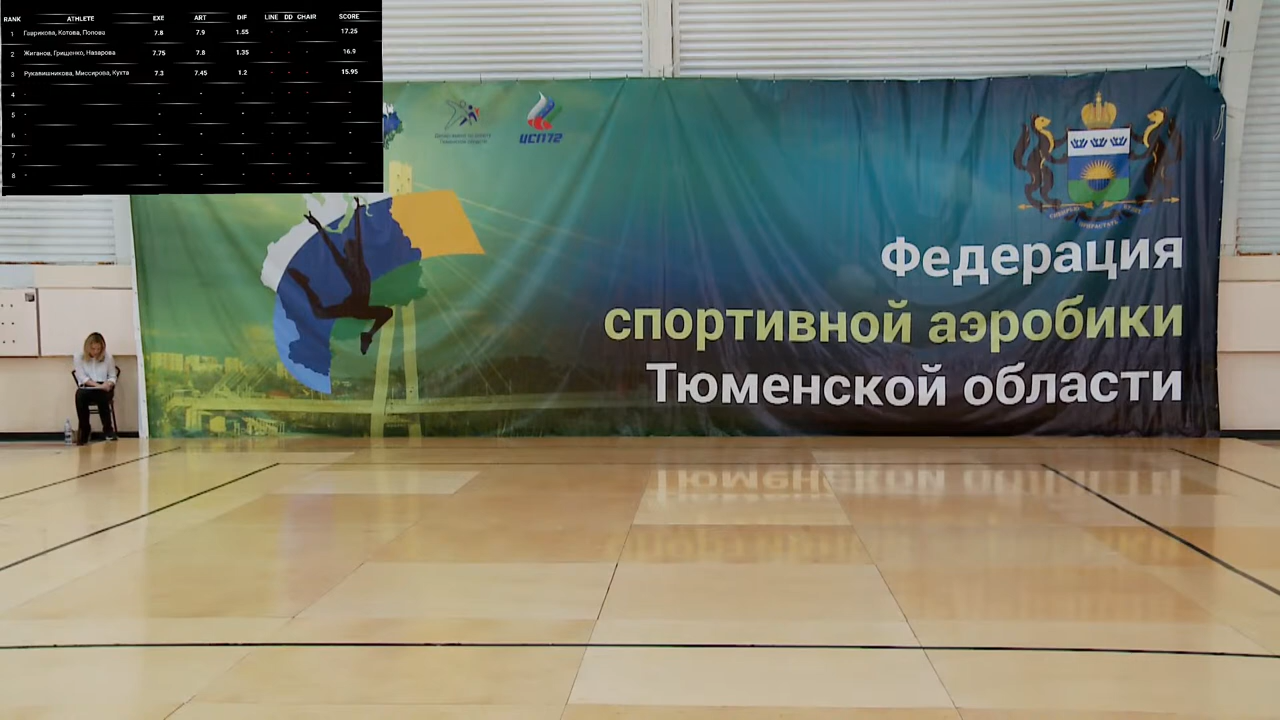 RANK ATHLETE EXE ART DIF LINE DD CHAIR SCORE
1 Гаврикова, Котова, Попова 7.8 7.9 1.55 - - - 17.25
2 Жиганов, Грищенко, Назарова 7.75 7.8 1.35 - - - 16.9
3 Рукавишникова, Миссирова, Кухта 7.3 7.45 1.2 - - - 15.95
4 - - - - - - - -
5 - - - - - - - -
6 - - - - - - - -
7 - - - - - - - -
8 - - - - - - - -
ЦСП72
Федерация
спортивной аэробики
Тюменской области